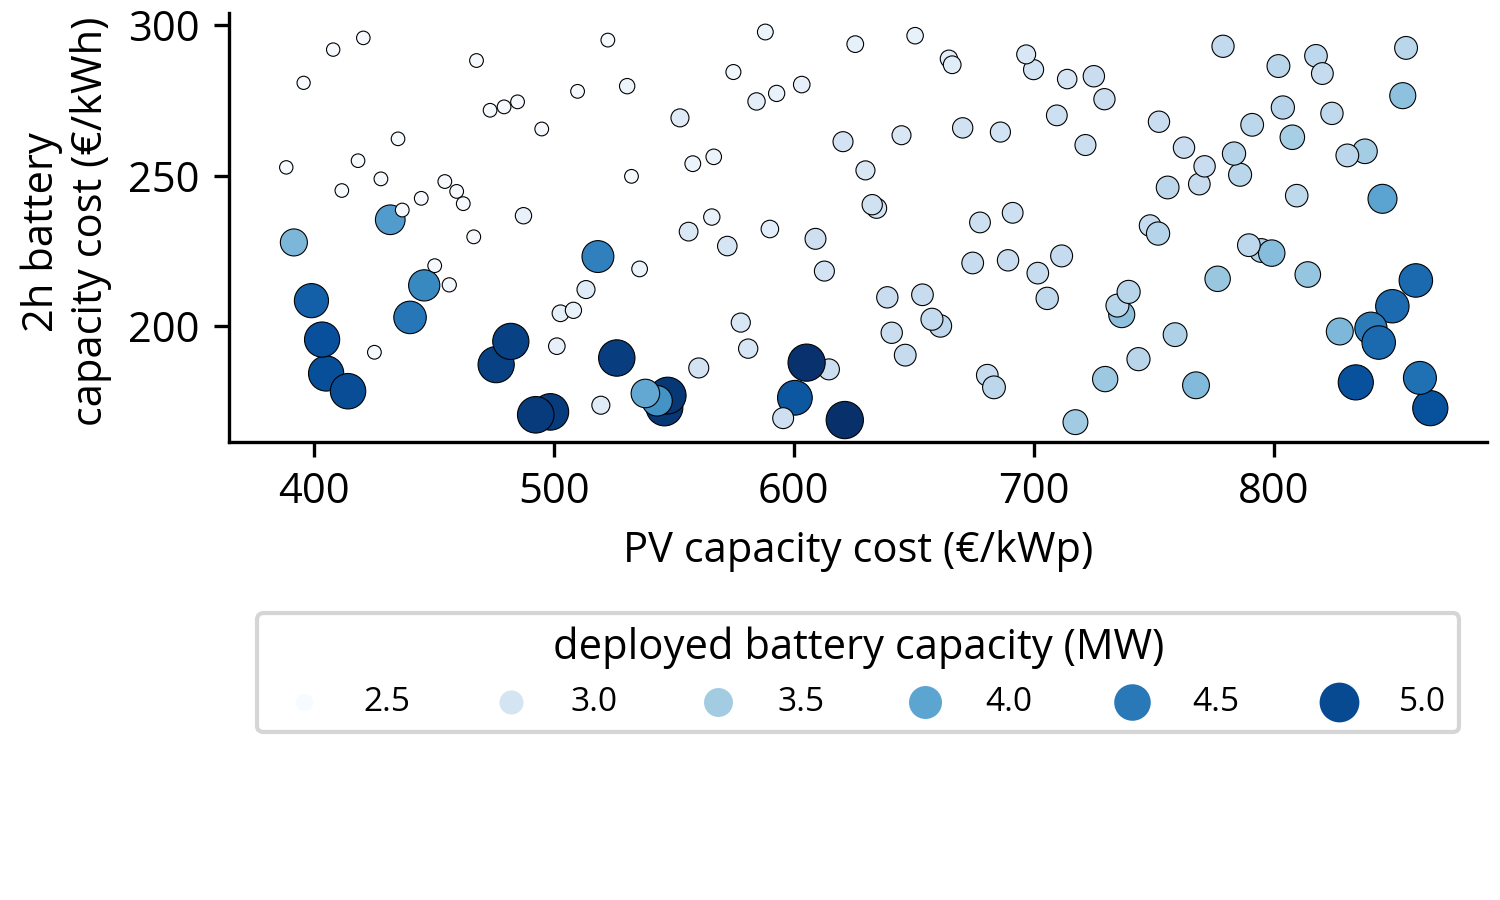 2h battery
capacity cost (€/kWh)
300
250
200
400 500 600 700 800
PV capacity cost (€/kWp)
deployed battery capacity (MW)
2.5 3.0 3.5 4.0 4.5 5.0